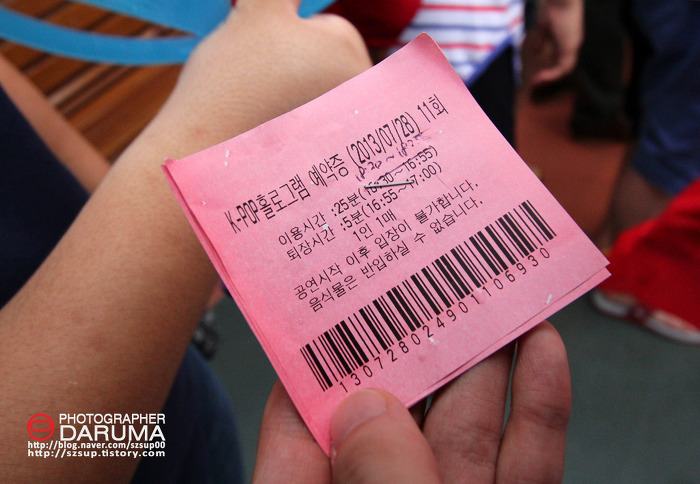 K-POP홀로그램 예약증 (2013/07/28) 11회
이용시간 :25분(16:30~16:55)
퇴장시간 :5분(16:55~17:00)
1인 1매
공연시작 이후 입장이 불가합니다.
음식물은 반입하실 수 없습니다.
130728024901106930
PHOTOGRAPHER
DARUMA
http://blog.naver.com/szsup00
http://szsup.tistory.com